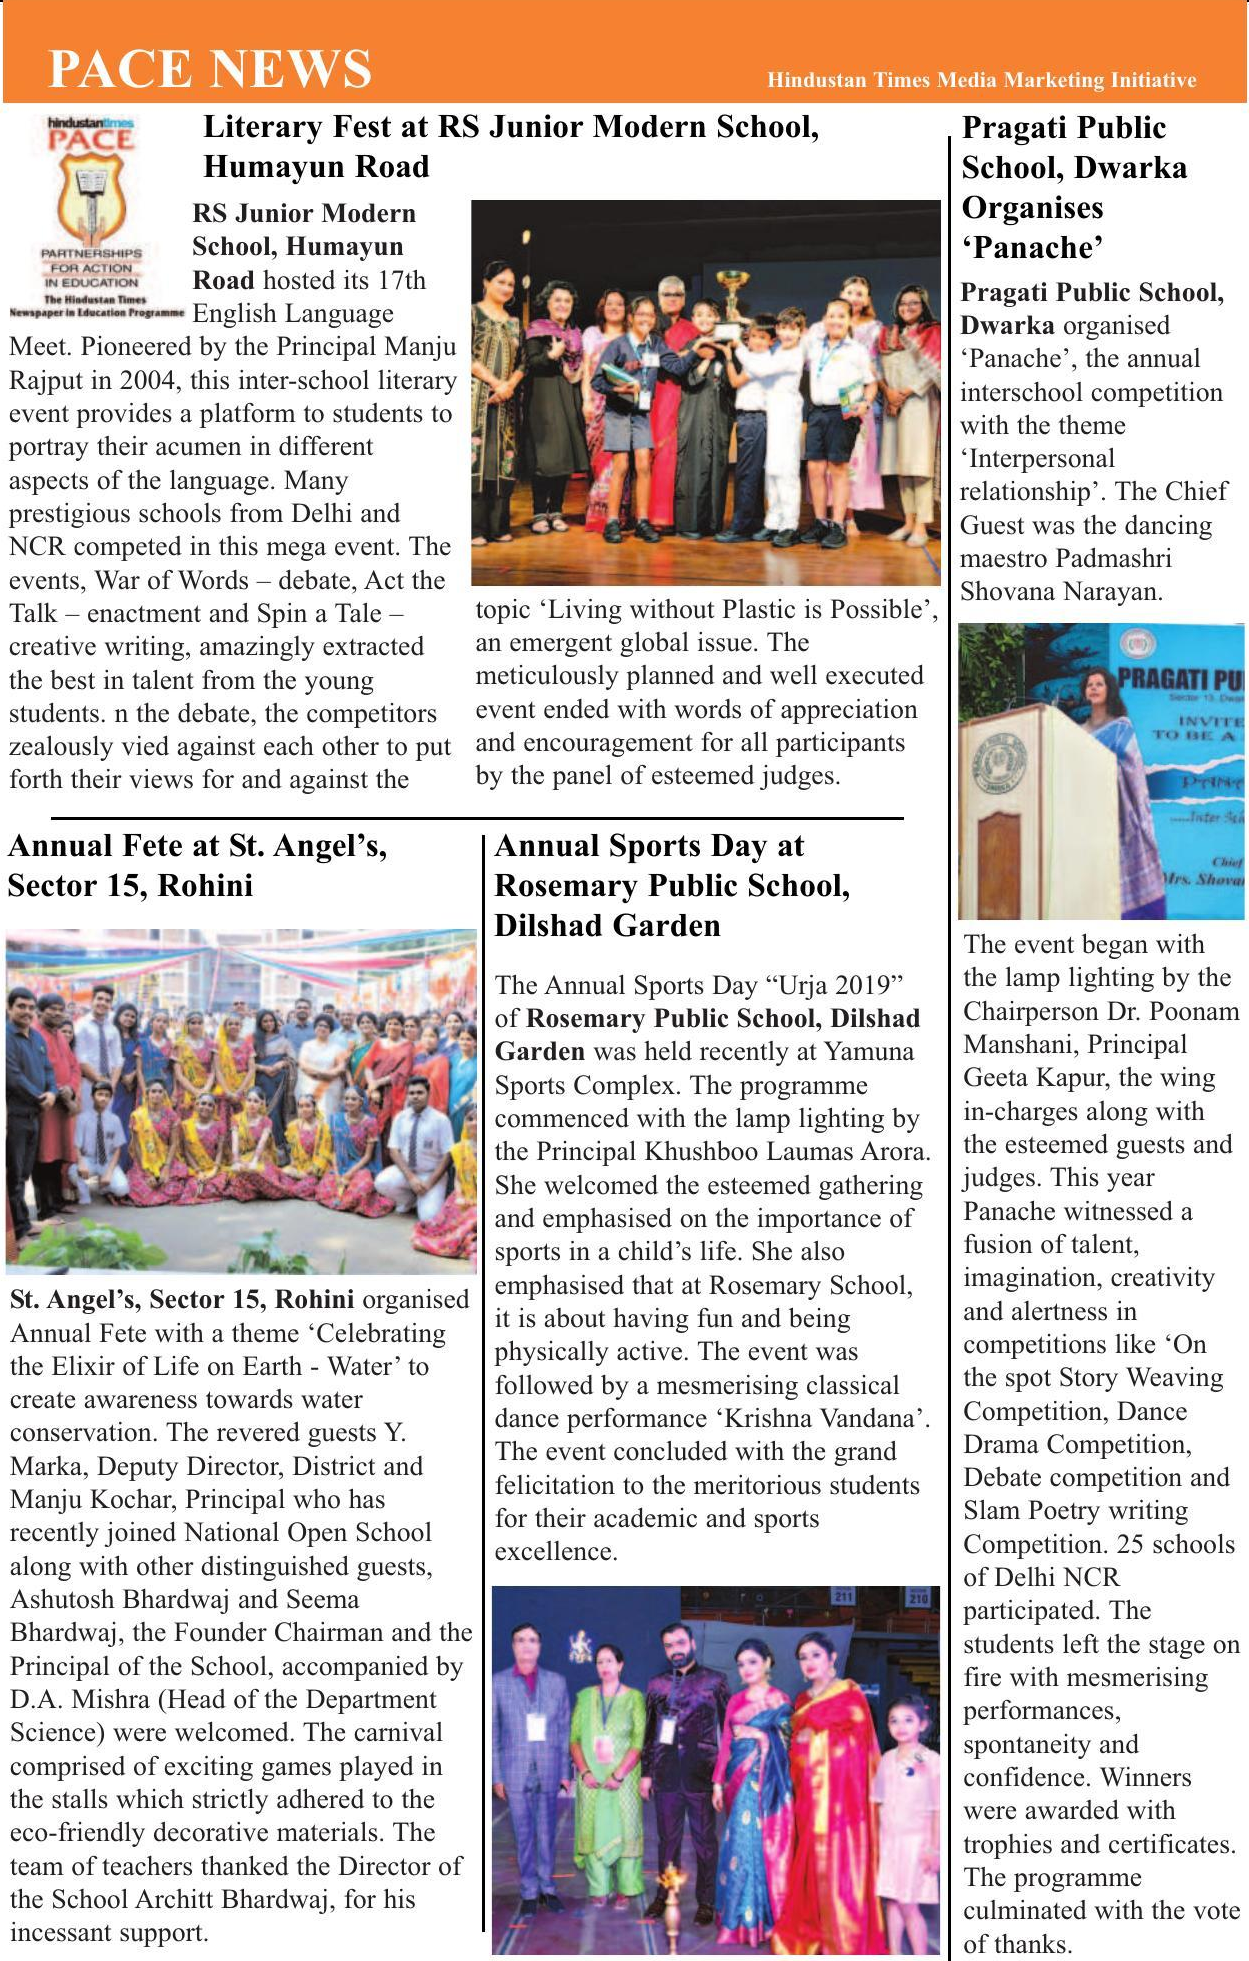 PACE NEWS
Hindustan Times Media Marketing Initiative
hindustantimes
PACE
PARTNERSHIPS
FOR ACTION
IN EDUCATION
The Hindustan Times
Newspaper in Education Programme
Literary Fest at RS Junior Modern School,
Humayun Road
RS Junior Modern
School, Humayun
Road hosted its 17th
English Language
Meet. Pioneered by the Principal Manju
Rajput in 2004, this inter-school literary
event provides a platform to students to
portray their acumen in different
aspects of the language. Many
prestigious schools from Delhi and
NCR competed in this mega event. The
events, War of Words – debate, Act the
Talk – enactment and Spin a Tale –
creative writing, amazingly extracted
the best in talent from the young
students. n the debate, the competitors
zealously vied against each other to put
forth their views for and against the
topic ‘Living without Plastic is Possible’,
an emergent global issue. The
meticulously planned and well executed
event ended with words of appreciation
and encouragement for all participants
by the panel of esteemed judges.
Annual Fete at St. Angel’s,
Sector 15, Rohini
St. Angel’s, Sector 15, Rohini organised
Annual Fete with a theme ‘Celebrating
the Elixir of Life on Earth - Water’ to
create awareness towards water
conservation. The revered guests Y.
Marka, Deputy Director, District and
Manju Kochar, Principal who has
recently joined National Open School
along with other distinguished guests,
Ashutosh Bhardwaj and Seema
Bhardwaj, the Founder Chairman and the
Principal of the School, accompanied by
D.A. Mishra (Head of the Department
Science) were welcomed. The carnival
comprised of exciting games played in
the stalls which strictly adhered to the
eco-friendly decorative materials. The
team of teachers thanked the Director of
the School Architt Bhardwaj, for his
incessant support.
Annual Sports Day at
Rosemary Public School,
Dilshad Garden
The Annual Sports Day “Urja 2019”
of Rosemary Public School, Dilshad
Garden was held recently at Yamuna
Sports Complex. The programme
commenced with the lamp lighting by
the Principal Khushboo Laumas Arora.
She welcomed the esteemed gathering
and emphasised on the importance of
sports in a child’s life. She also
emphasised that at Rosemary School,
it is about having fun and being
physically active. The event was
followed by a mesmerising classical
dance performance ‘Krishna Vandana’.
The event concluded with the grand
felicitation to the meritorious students
for their academic and sports
excellence.
211
210
Pragati Public
School, Dwarka
Organises
‘Panache’
Pragati Public School,
Dwarka organised
‘Panache’, the annual
interschool competition
with the theme
‘Interpersonal
relationship’. The Chief
Guest was the dancing
maestro Padmashri
Shovana Narayan.
PRAGATI PU
Sector 13, Dwar
INVITE
TO BE A
.....Inter Sch
Chief
Mrs. Shova
The event began with
the lamp lighting by the
Chairperson Dr. Poonam
Manshani, Principal
Geeta Kapur, the wing
in-charges along with
the esteemed guests and
judges. This year
Panache witnessed a
fusion of talent,
imagination, creativity
and alertness in
competitions like ‘On
the spot Story Weaving
Competition, Dance
Drama Competition,
Debate competition and
Slam Poetry writing
Competition. 25 schools
of Delhi NCR
participated. The
students left the stage on
fire with mesmerising
performances,
spontaneity and
confidence. Winners
were awarded with
trophies and certificates.
The programme
culminated with the vote
of thanks.